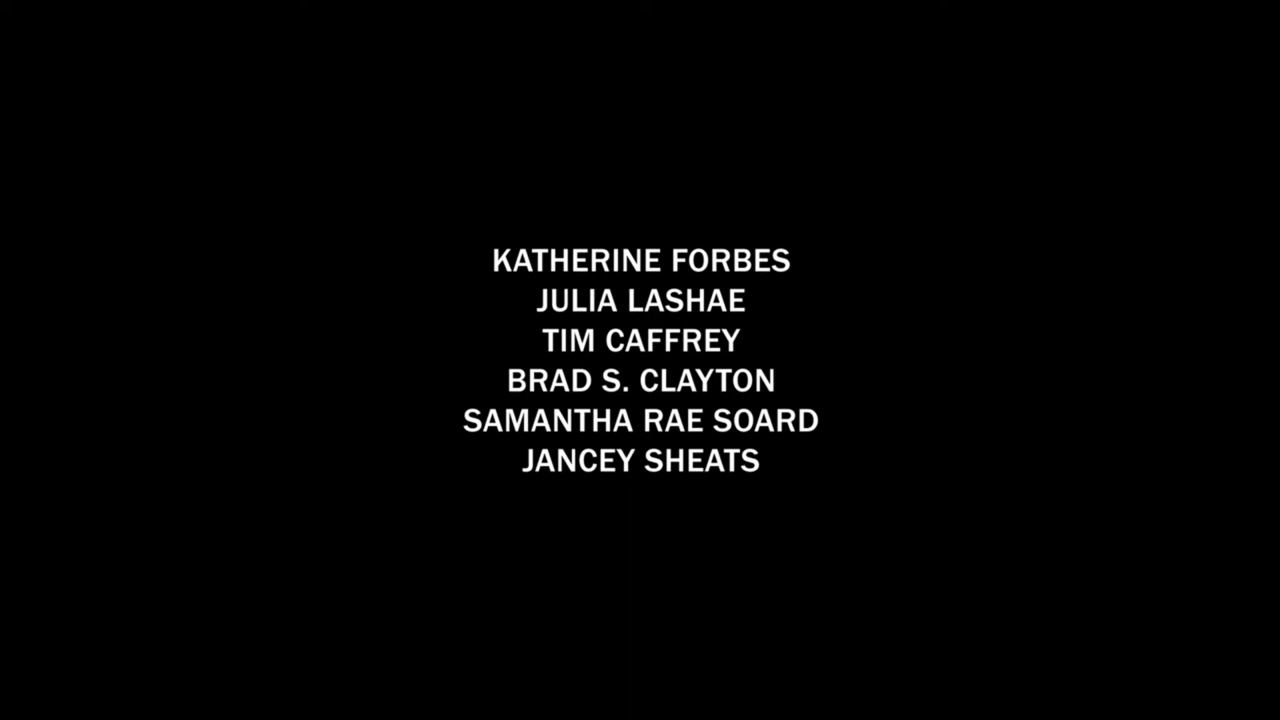 KATHERINE FORBES
JULIA LASHAE
TIM CAFFREY
BRAD S. CLAYTON
SAMANTHA RAE SOARD
JANCEY SHEATS